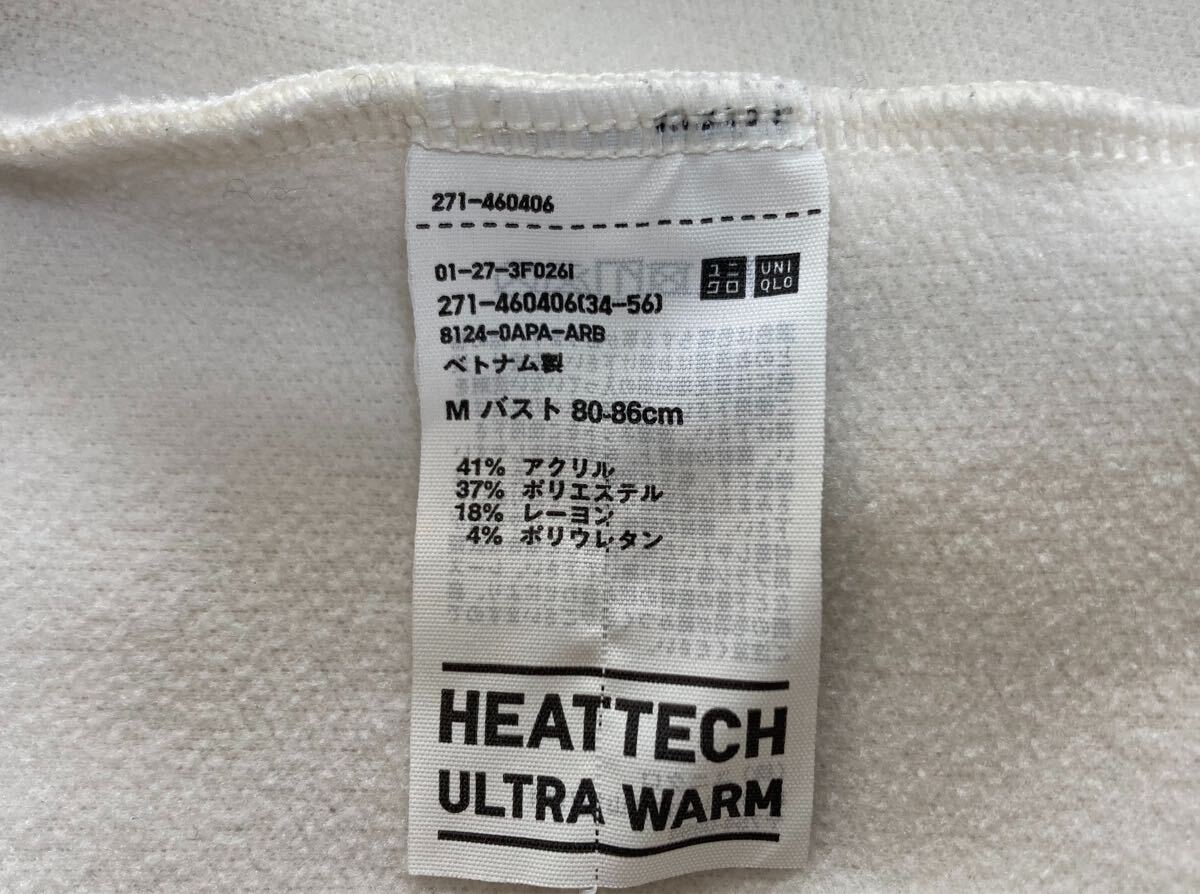 271-460406
01-27-3F026I
ユニクロ
UNIQLO
271-460406(34-56)
8124-0APA-ARB
ベトナム製
M バスト 80-86cm
41% アクリル
37% ポリエステル
18% レーヨン
4% ポリウレタン
HEATTECH
ULTRA WARM